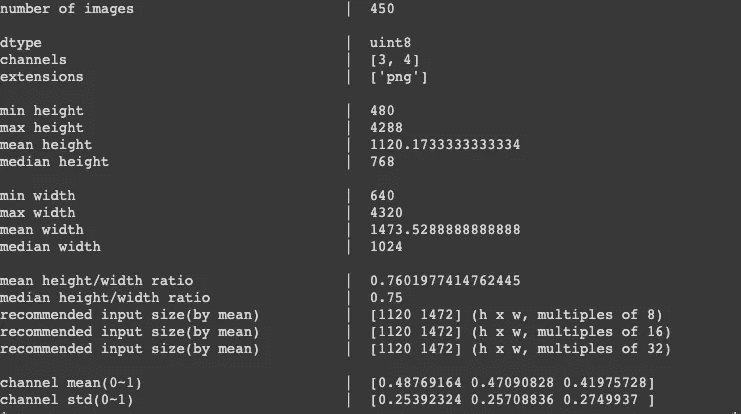 number of images | 450
dtype | uint8
channels | [3, 4]
extensions | ['png']
min height | 480
max height | 4288
mean height | 1120.1733333333334
median height | 768
min width | 640
max width | 4320
mean width | 1473.5288888888888
median width | 1024
mean height/width ratio | 0.7601977414762445
median height/width ratio | 0.75
recommended input size(by mean) | [1120 1472] (h x w, multiples of 8)
recommended input size(by mean) | [1120 1472] (h x w, multiples of 16)
recommended input size(by mean) | [1120 1472] (h x w, multiples of 32)
channel mean(0~1) | [0.48769164 0.47090828 0.41975728]
channel std(0~1) | [0.25392324 0.25708836 0.2749937 ]